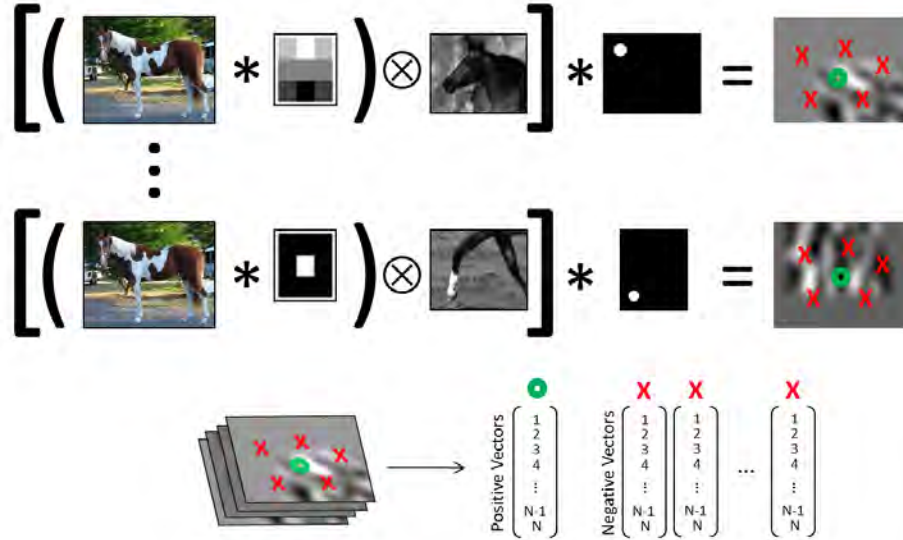 [( * ) ⊗ ] * =
⋮
[( * ) ⊗ ] * =
X X ... X
Positive Vectors
1
2
3
4
...
N-1
N
Negative Vectors
1 1 1
2 2 2
3 3 3
4 4 ... 4
... ... ...
N-1 N-1 N-1
N N N